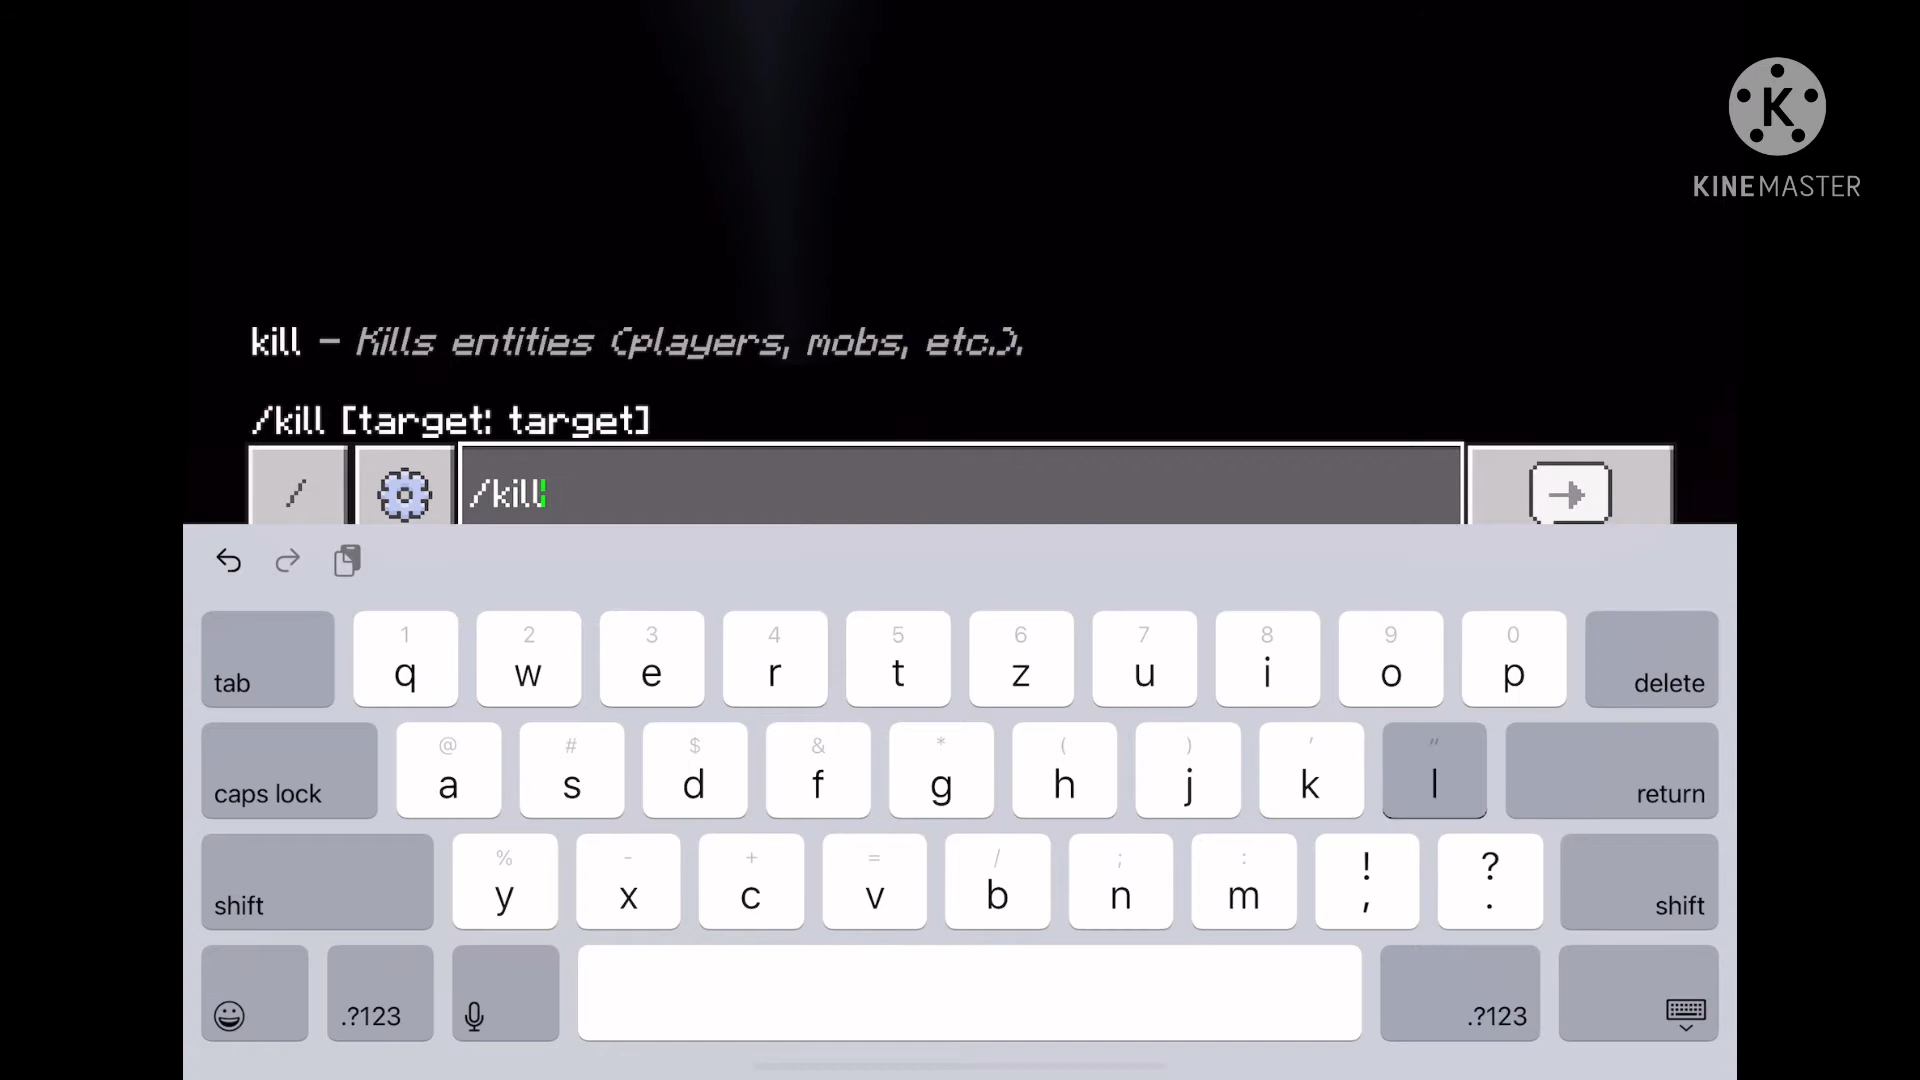 K
KINEMASTER
kill – Kills entities (players, mobs, etc.).
/kill [target: target]
/ /kill
1 2 3 4 5 6 7 8 9 0
tab q w e r t z u i o p delete
@ # $ & * ( ) ' "
caps lock a s d f g h j k l return
% - + = / ; : ! ?
shift y x c v b n m , . shift
.?123 .?123